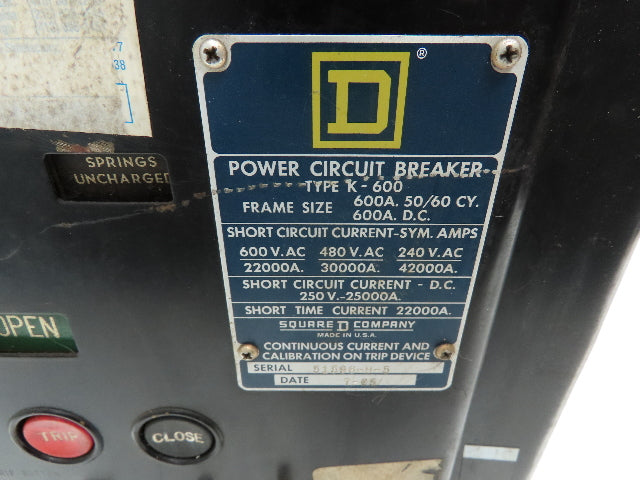 .7
38
SPRINGS
UNCHARGED
OPEN
TRIP
CLOSE
D
®
POWER CIRCUIT BREAKER
TYPE K-600
FRAME SIZE 600A. 50/60 CY.
600A. D.C.
SHORT CIRCUIT CURRENT-SYM. AMPS
600 V.AC 480 V.AC 240 V.AC
22000A. 30000A. 42000A.
SHORT CIRCUIT CURRENT - D.C.
250 V.-25000A.
SHORT TIME CURRENT 22000A.
SQUARE D COMPANY
MADE IN U.S.A.
CONTINUOUS CURRENT AND
CALIBRATION ON TRIP DEVICE
SERIAL
DATE